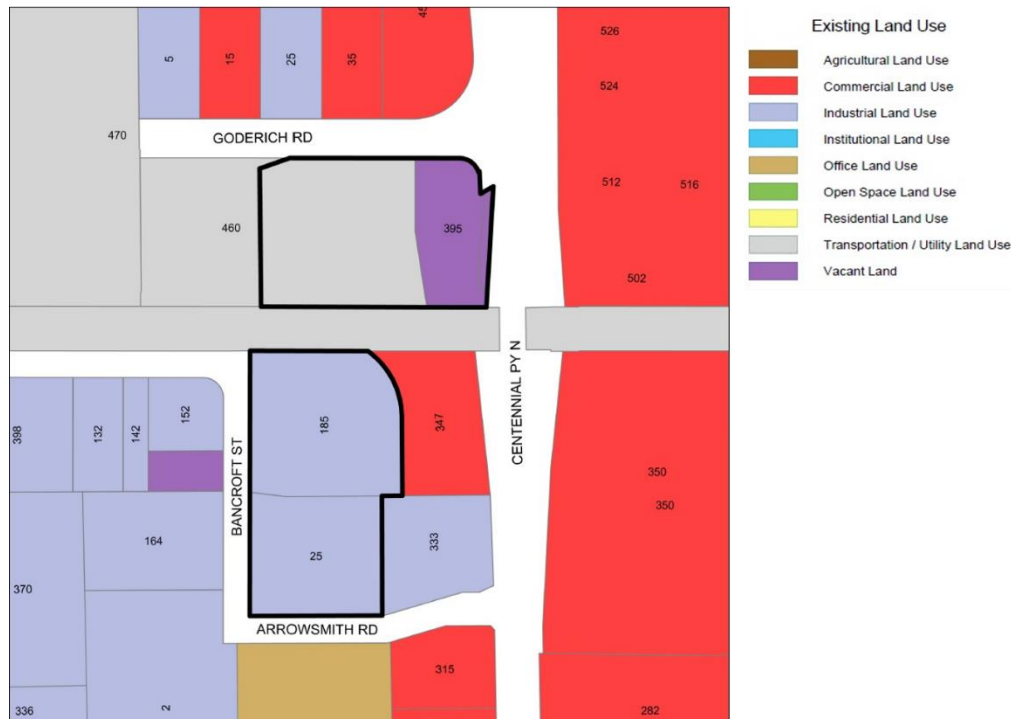 5
15
25
35
45
526
524
GODERICH RD
470
512
516
460
395
502
CENTENNIAL PY N
398
132
142
152
185
347
350
350
BANCROFT ST
164
25
333
370
ARROWSMITH RD
315
336
2
282
Existing Land Use
Agricultural Land Use
Commercial Land Use
Industrial Land Use
Institutional Land Use
Office Land Use
Open Space Land Use
Residential Land Use
Transportation / Utility Land Use
Vacant Land